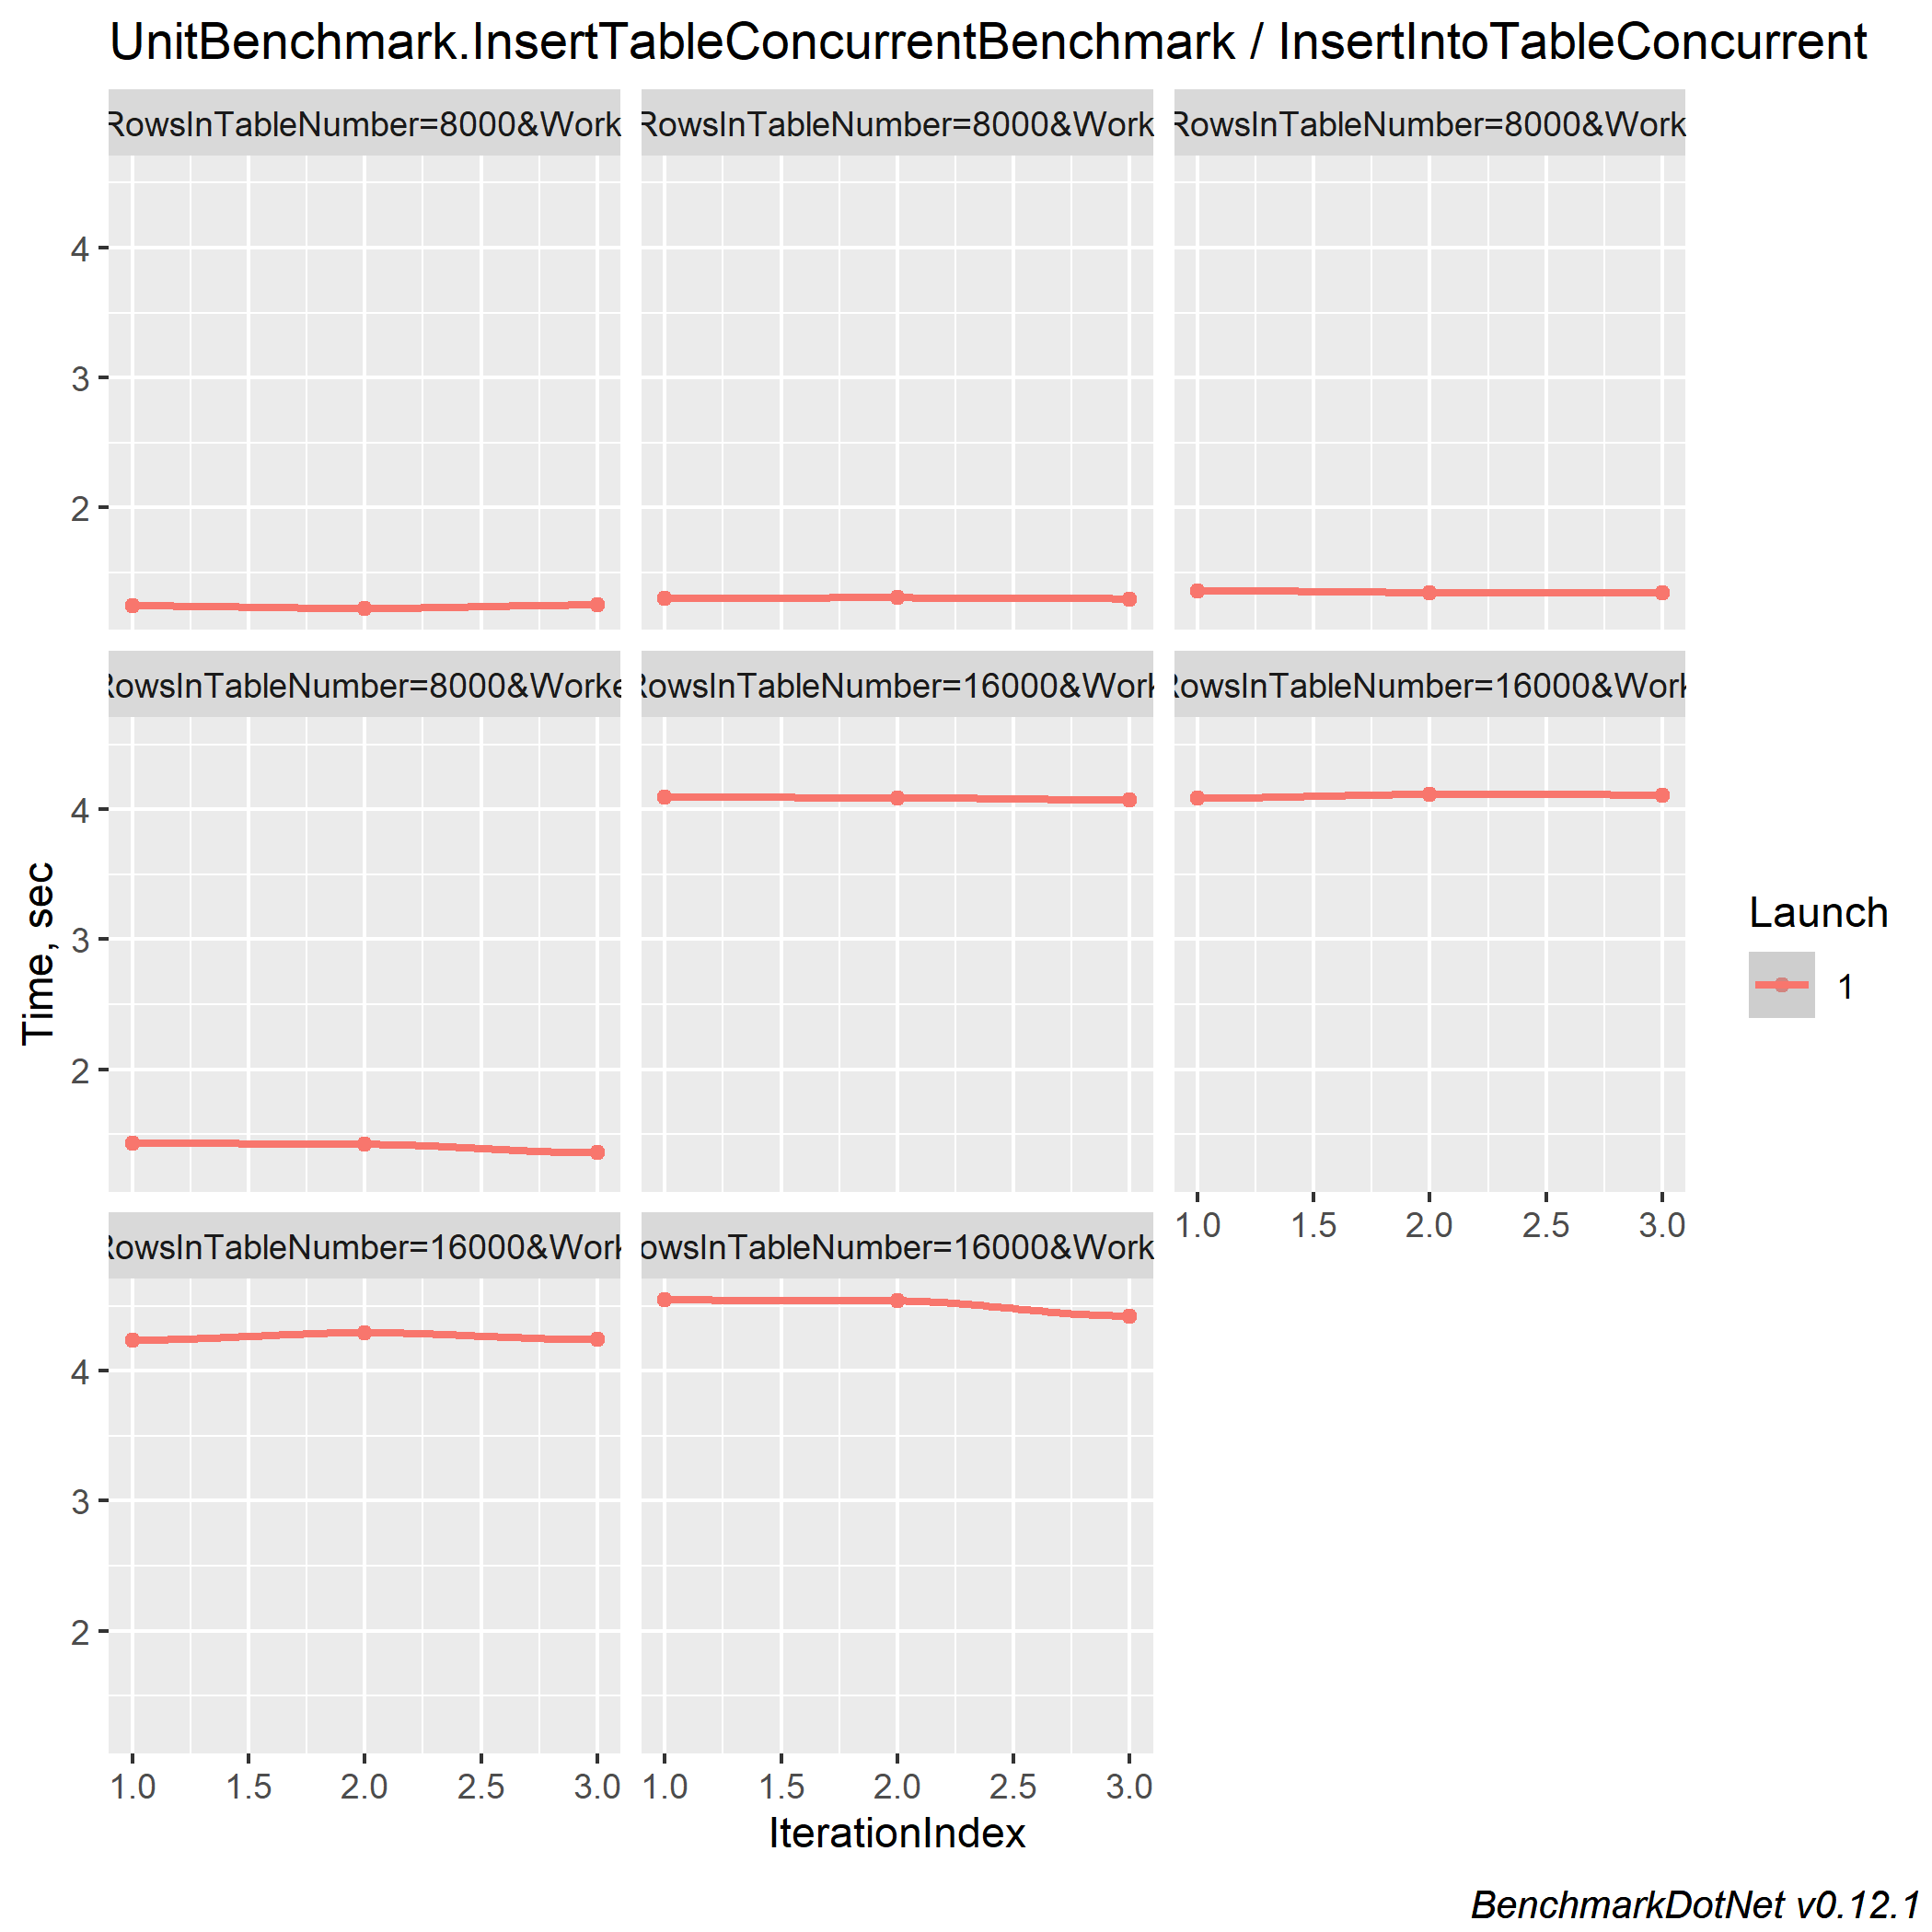 UnitBenchmark.InsertTableConcurrentBenchmark / InsertIntoTableConcurrent
RowsInTableNumber=8000&Work
RowsInTableNumber=8000&Work
RowsInTableNumber=8000&Work
4
3
2
RowsInTableNumber=8000&Worke
RowsInTableNumber=16000&Work
RowsInTableNumber=16000&Work
4
3
2
1.0 1.5 2.0 2.5 3.0
RowsInTableNumber=16000&Work
owsInTableNumber=16000&Work
4
3
2
1.0 1.5 2.0 2.5 3.0
1.0 1.5 2.0 2.5 3.0
Time, sec
IterationIndex
Launch
1
BenchmarkDotNet v0.12.1